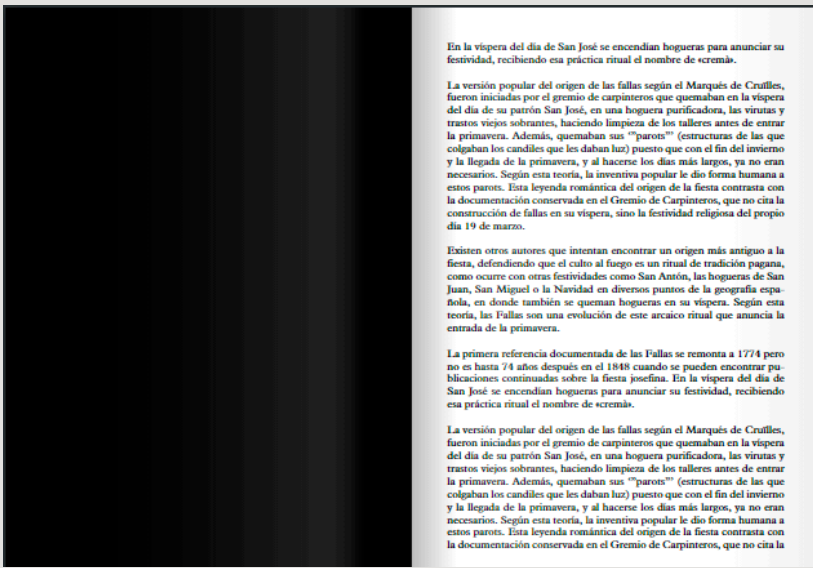 En la víspera del día de San José se encendían hogueras para anunciar su
festividad, recibiendo esa práctica ritual el nombre de «cremà».
La versión popular del origen de las fallas según el Marqués de Cruïlles,
fueron iniciadas por el gremio de carpinteros que quemaban en la víspera
del día de su patrón San José, en una hoguera purificadora, las virutas y
trastos viejos sobrantes, haciendo limpieza de los talleres antes de entrar
la primavera. Además, quemaban sus ‘”parots”’ (estructuras de las que
colgaban los candiles que les daban luz) puesto que con el fin del invierno
y la llegada de la primavera, y al hacerse los días más largos, ya no eran
necesarios. Según esta teoría, la inventiva popular le dio forma humana a
estos parots. Esta leyenda romántica del origen de la fiesta contrasta con
la documentación conservada en el Gremio de Carpinteros, que no cita la
construcción de fallas en su víspera, sino la festividad religiosa del propio
día 19 de marzo.
Existen otros autores que intentan encontrar un origen más antiguo a la
fiesta, defendiendo que el culto al fuego es un ritual de tradición pagana,
como ocurre con otras festividades como San Antón, las hogueras de San
Juan, San Miguel o la Navidad en diversos puntos de la geografía espa-
ñola, en donde también se queman hogueras en su víspera. Según esta
teoría, las Fallas son una evolución de este arcaico ritual que anuncia la
entrada de la primavera.
La primera referencia documentada de las Fallas se remonta a 1774 pero
no es hasta 74 años después en el 1848 cuando se pueden encontrar pu-
blicaciones continuadas sobre la fiesta josefina. En la víspera del día de
San José se encendían hogueras para anunciar su festividad, recibiendo
esa práctica ritual el nombre de «cremà».
La versión popular del origen de las fallas según el Marqués de Cruïlles,
fueron iniciadas por el gremio de carpinteros que quemaban en la víspera
del día de su patrón San José, en una hoguera purificadora, las virutas y
trastos viejos sobrantes, haciendo limpieza de los talleres antes de entrar
la primavera. Además, quemaban sus ‘”parots”’ (estructuras de las que
colgaban los candiles que les daban luz) puesto que con el fin del invierno
y la llegada de la primavera, y al hacerse los días más largos, ya no eran
necesarios. Según esta teoría, la inventiva popular le dio forma humana a
estos parots. Esta leyenda romántica del origen de la fiesta contrasta con
la documentación conservada en el Gremio de Carpinteros, que no cita la